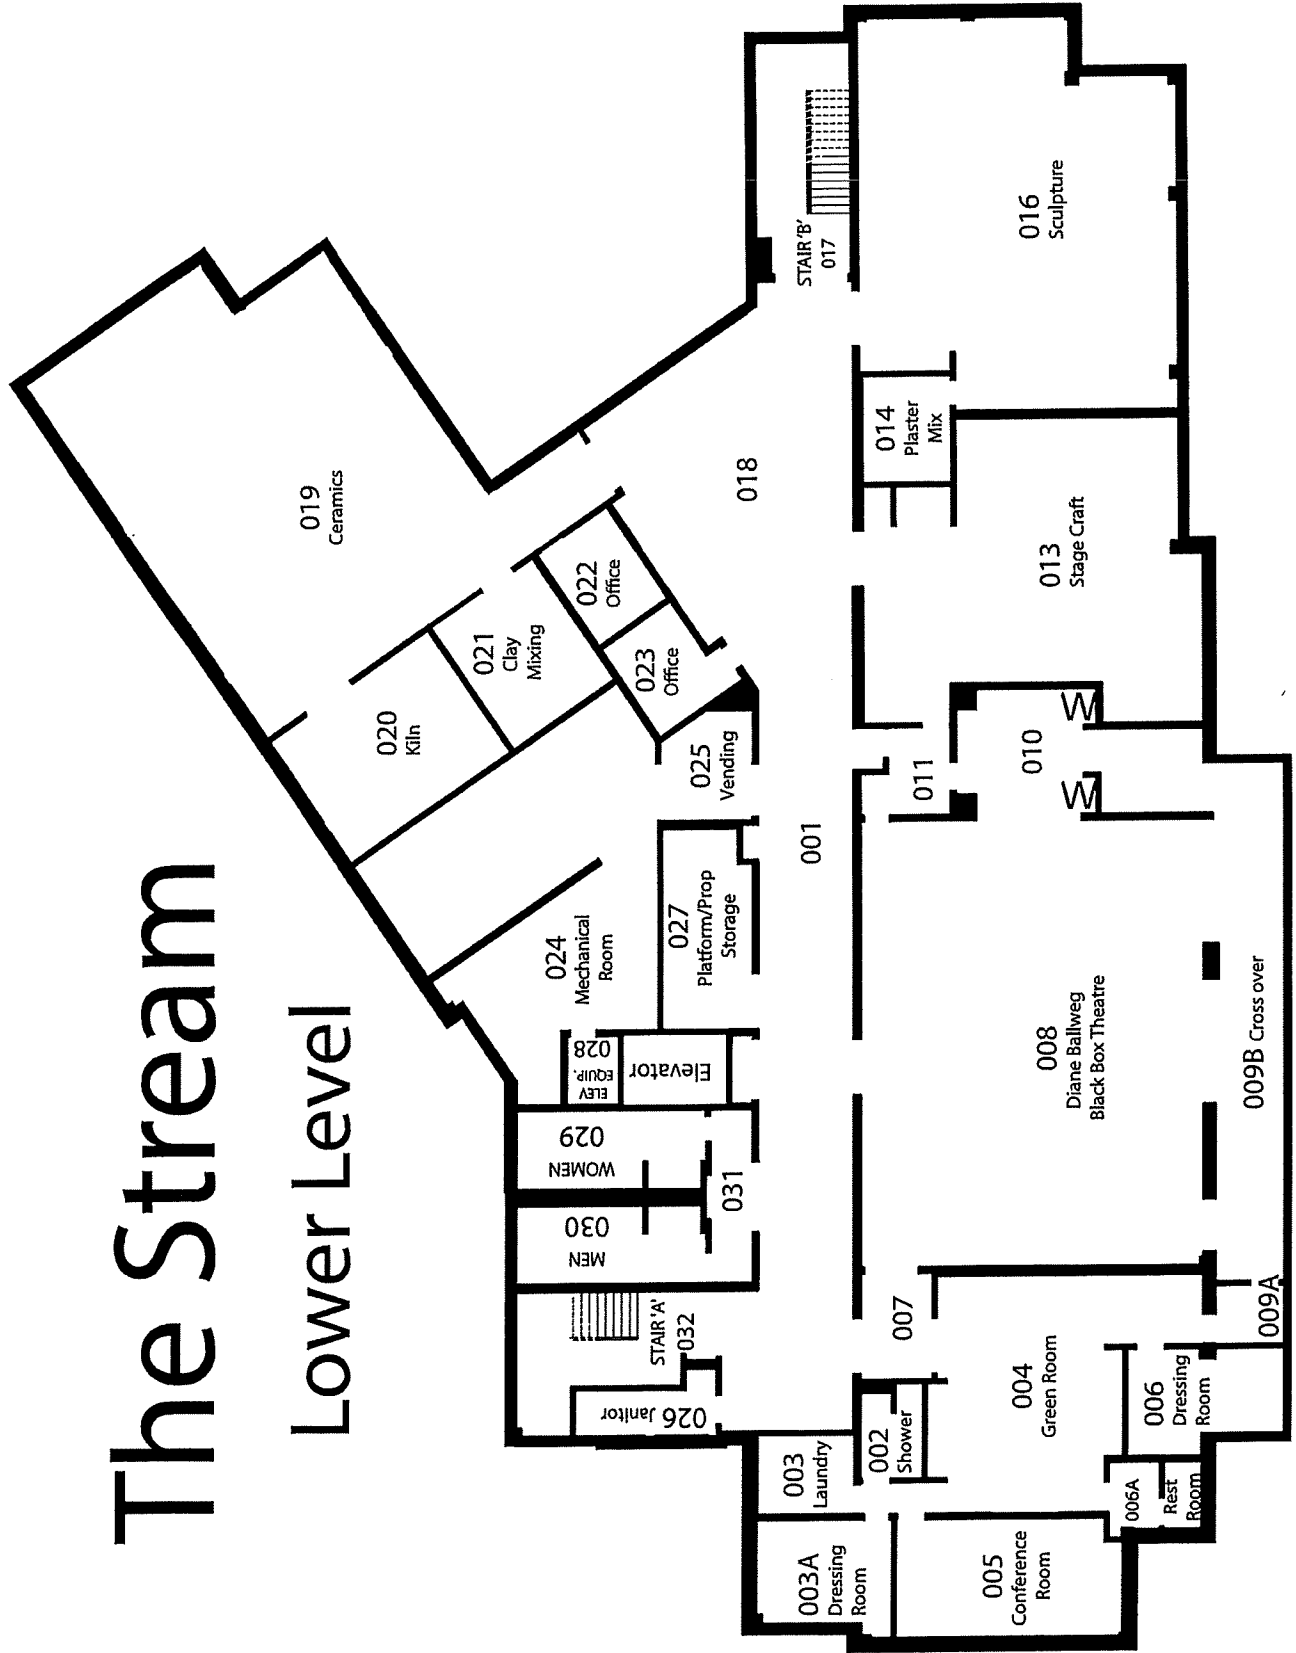 The Stream
Lower Level
019
Ceramics
020
Kiln
021
Clay
Mixing
022
Office
023
Office
024
Mechanical
Room
025
Vending
027
Platform/Prop
Storage
ELEV
EQUIP.
028
Elevator
WOMEN
029
MEN
030
031
STAIR 'A'
032
026 Janitor
001
018
STAIR 'B'
017
003
Laundry
003A
Dressing
Room
002
Shower
007
011
014
Plaster
Mix
016
Sculpture
005
Conference
Room
004
Green Room
008
Diane Ballweg
Black Box Theatre
010
W
W
013
Stage Craft
006A
Rest
Room
006
Dressing
Room
009A
009B Cross over